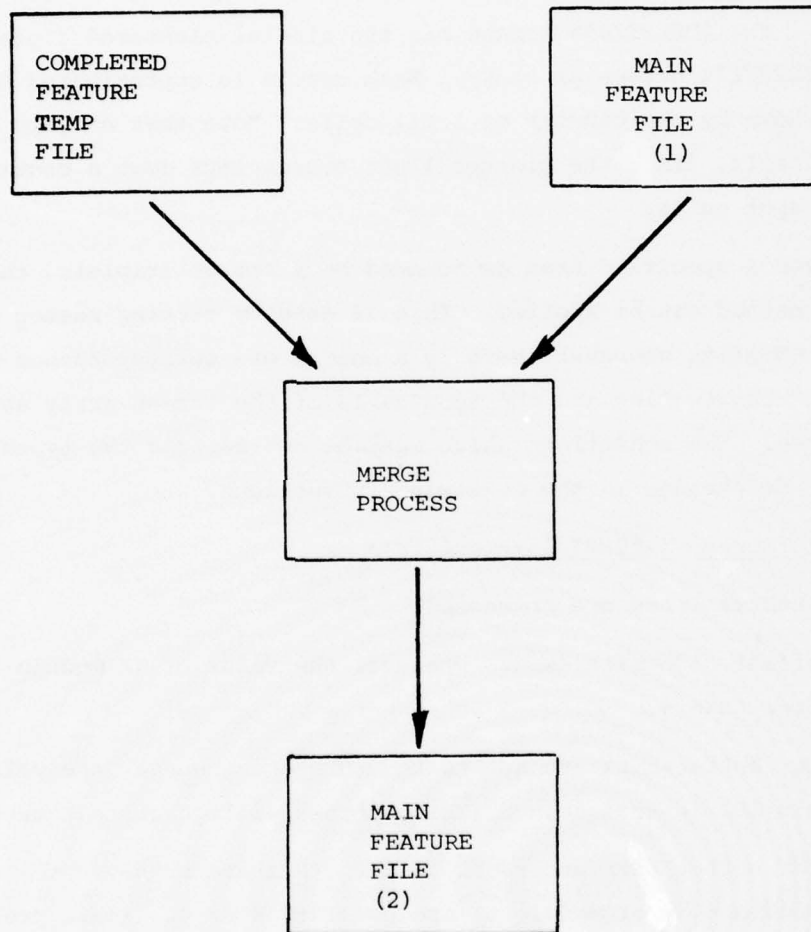 COMPLETED
FEATURE
TEMP
FILE
MAIN
FEATURE
FILE
(1)
MERGE
PROCESS
MAIN
FEATURE
FILE
(2)